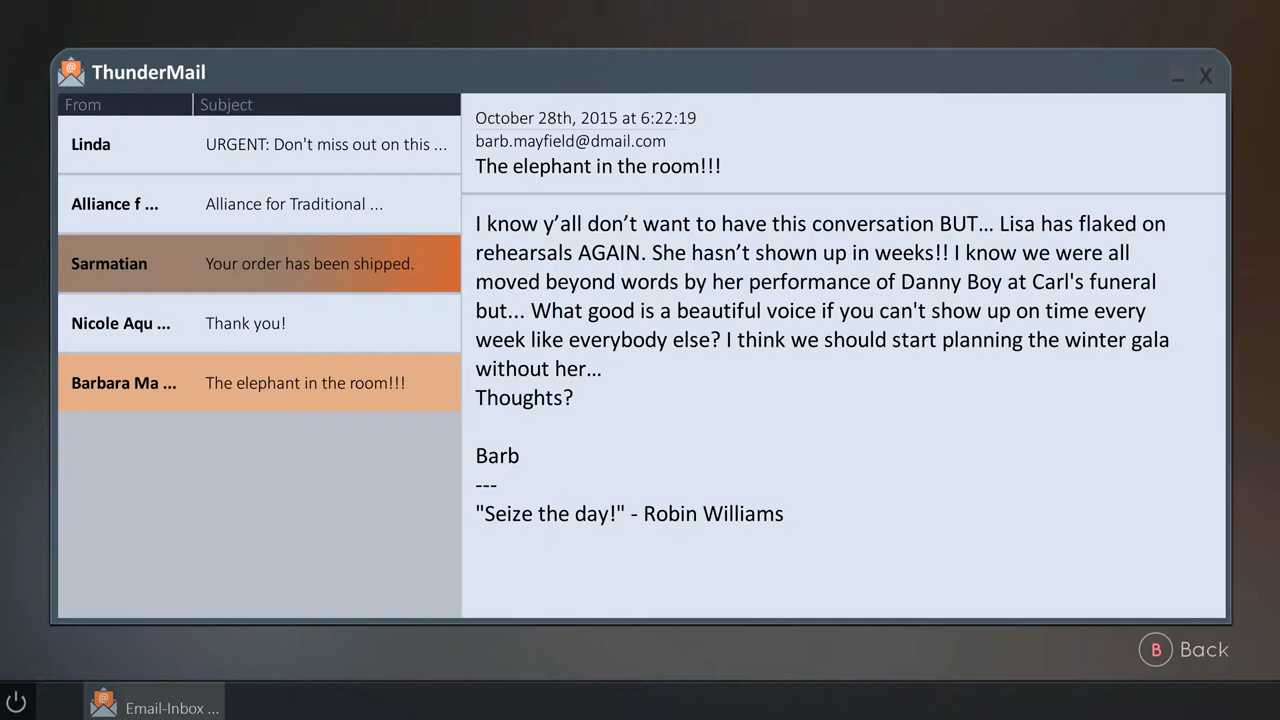 ThunderMail
From
Subject
Linda
URGENT: Don't miss out on this ...
Alliance f ...
Alliance for Traditional ...
Sarmatian
Your order has been shipped.
Nicole Aqu ...
Thank you!
Barbara Ma ...
The elephant in the room!!!
October 28th, 2015 at 6:22:19
barb.mayfield@dmail.com
The elephant in the room!!!
I know y’all don’t want to have this conversation BUT… Lisa has flaked on
rehearsals AGAIN. She hasn’t shown up in weeks!! I know we were all
moved beyond words by her performance of Danny Boy at Carl's funeral
but... What good is a beautiful voice if you can't show up on time every
week like everybody else? I think we should start planning the winter gala
without her…
Thoughts?
Barb
---
"Seize the day!" - Robin Williams
B Back
Email-Inbox ...